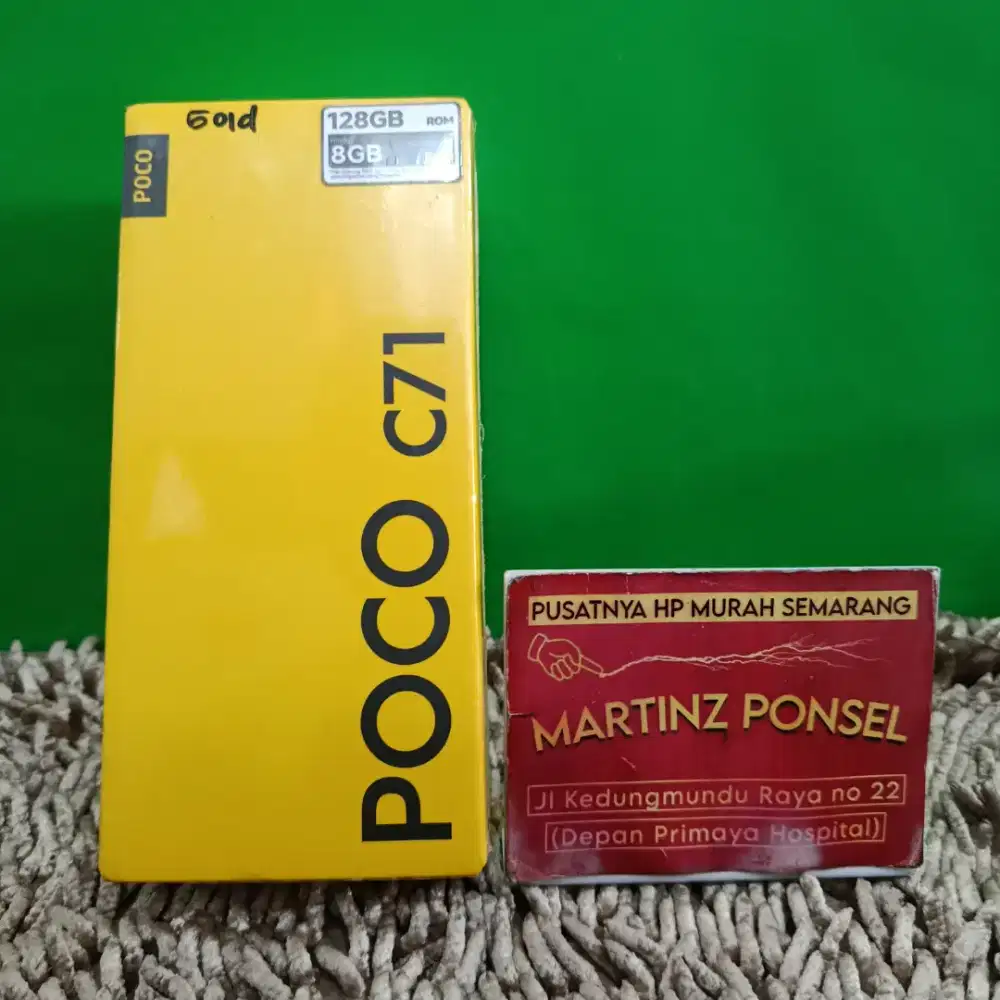 Gold
128GB ROM
8GB
POCO
POCO C71
PUSATNYA HP MURAH SEMARANG
MARTINZ PONSEL
Jl Kedungmundu Raya no 22
(Depan Primaya Hospital)